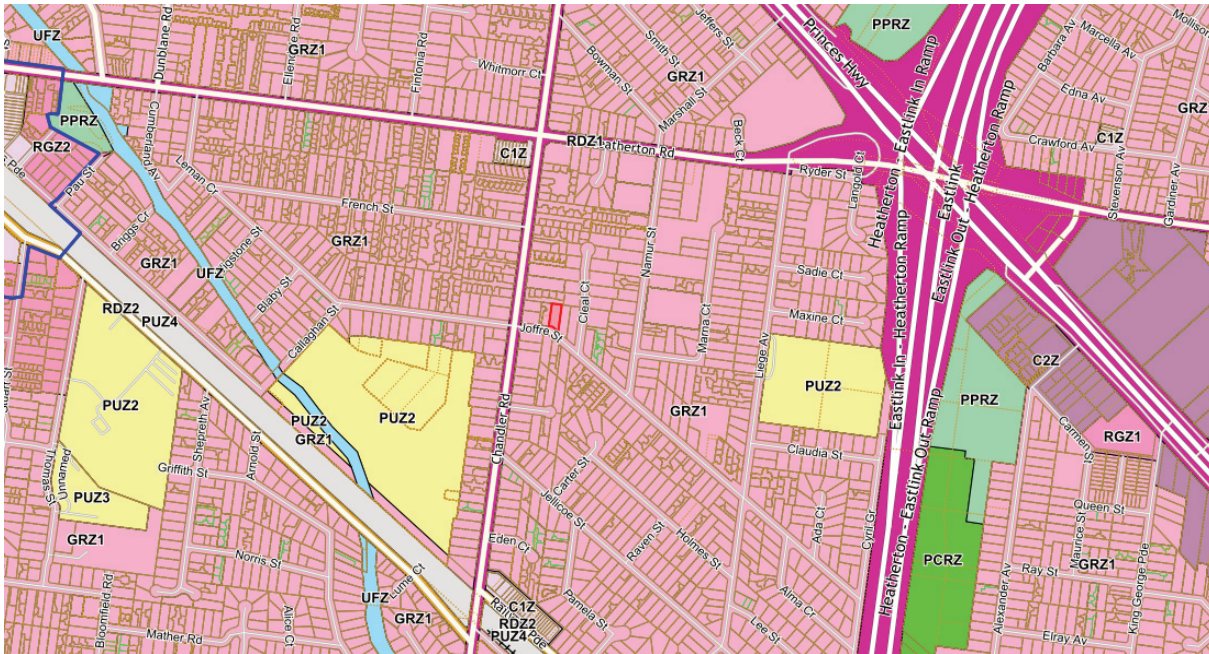 UFZ
GRZ1
Dunblane Rd
Ellence Rd
Fintonia Rd
Whitmorr Ct
Bowman St
Smith St
Jeffers St
GRZ1
Marshall St
Princes Hwy
PPRZ
Heatherton - Eastlink In Ramp
Eastlink Out - Heatherton Ramp
Eastlink
Barbara Av
Marcella Av
Edna Av
C1Z
Crawford Av
Stevenson Av
Gardiner Av
PPRZ
RGZ2
Pau St
Cumberland Av
Leman Cr
C1Z
RDZ1
Beck Ct
Ryder St
Langold Ct
French St
GRZ1
Briggs Cr
GRZ1
UFZ
Blaby St
Callaghan St
RDZ2
PUZ4
Cleal Ct
Namur St
Marna Ct
Sadie Ct
Maxine Ct
Joffre St
Liege Av
Eastlink In - Heatherton Ramp
Heatherton - Eastlink Out Ramp
C2Z
PPRZ
Carmen St
RGZ1
PUZ2
PUZ2
PUZ2
GRZ1
PUZ2
GRZ1
Chandler Rd
Claudia St
Shepreth Av
Arnold St
Griffith St
Thomas St
Unnamed
PUZ3
GRZ1
Norris St
Bloomfield Rd
Mather Rd
Alice Ct
UFZ
Lume Ct
GRZ1
C1Z
RDZ2
PUZ4
Eden Ct
Jellicoe St
Carter St
Raven St
Holmes St
Pamela St
Lee St
Alma Cr
Ada Ct
Cyril Gr
PCRZ
Queen St
Maurice St
GRZ1
Ray St
King George Pde
Alexander Av
Elray Av